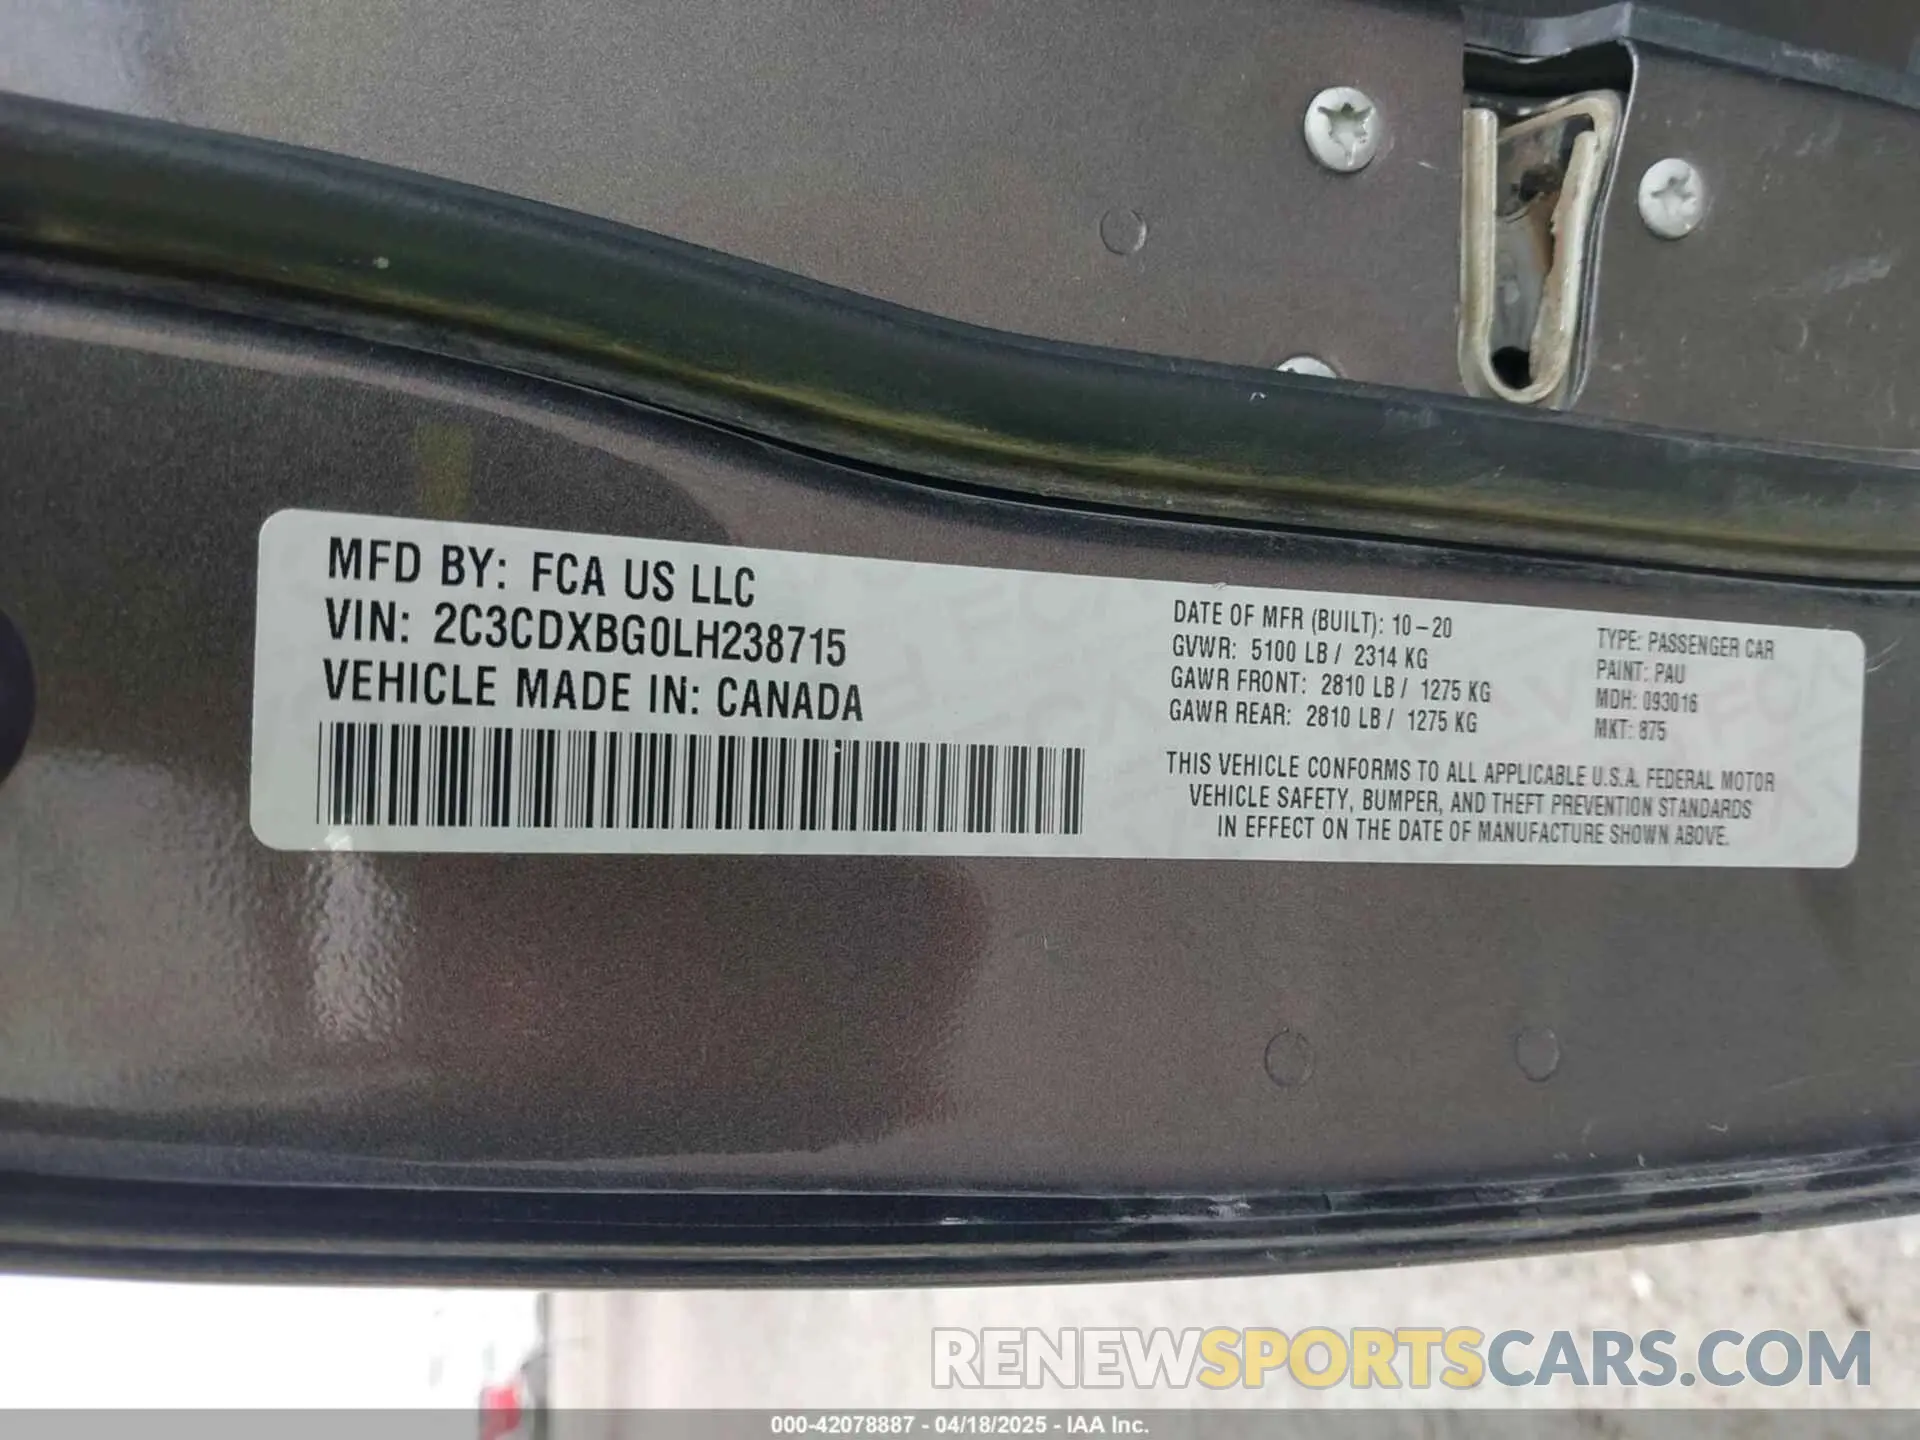 MFD BY: FCA US LLC
VIN: 2C3CDXBG0LH238715
VEHICLE MADE IN: CANADA
DATE OF MFR (BUILT): 10-20
GVWR: 5100 LB / 2314 KG
GAWR FRONT: 2810 LB / 1275 KG
GAWR REAR: 2810 LB / 1275 KG
TYPE: PASSENGER CAR
PAINT: PAU
MDH: 093016
MKT: 875
THIS VEHICLE CONFORMS TO ALL APPLICABLE U.S.A. FEDERAL MOTOR
VEHICLE SAFETY, BUMPER, AND THEFT PREVENTION STANDARDS
IN EFFECT ON THE DATE OF MANUFACTURE SHOWN ABOVE.
RENEWSPORTSCARS.COM
000-42078887 - 04/18/2025 - IAA Inc.